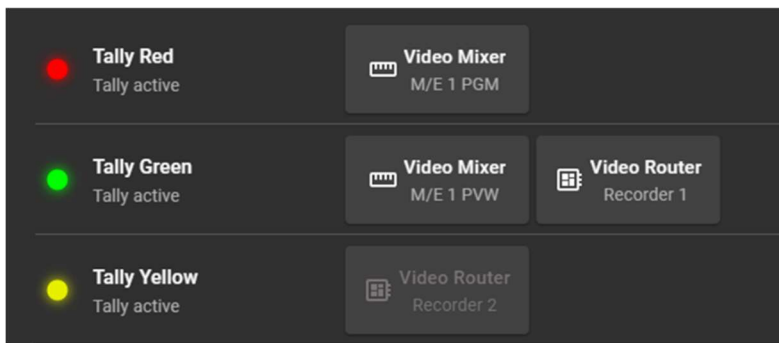 Tally Red
Tally active
Video Mixer
M/E 1 PGM
Tally Green
Tally active
Video Mixer
M/E 1 PVW
Video Router
Recorder 1
Tally Yellow
Tally active
Video Router
Recorder 2